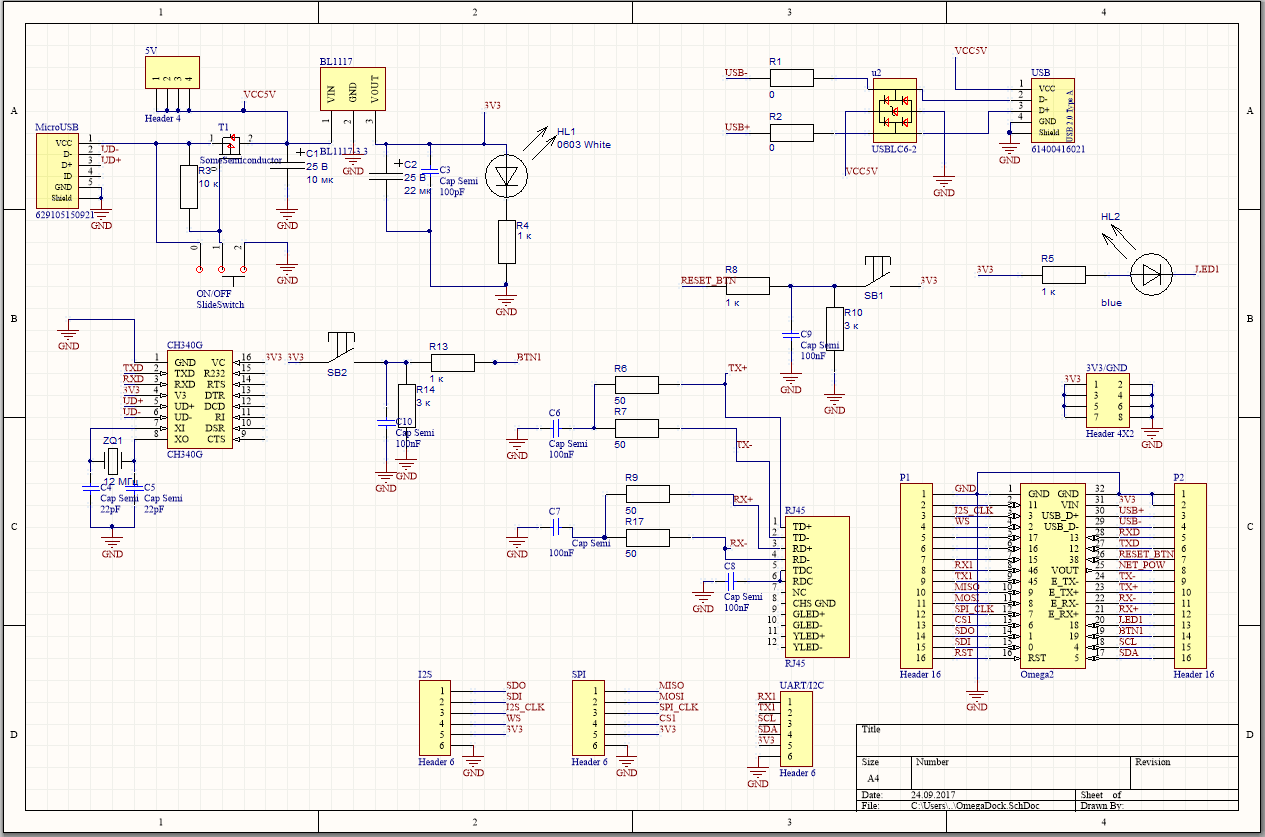 1 2 3 4
A
5V
1 2 3 4
Header 4
VCC5V
MicroUSB
VCC 1
D- 2 UD-
D+ 3 UD+
ID 4
GND 5
Shield
629105150921
GND
T1
1 2
SomeSemiconductor
R3
10 к
BL1117
VIN GND VOUT
1 2 3
BL1117-3.3
GND
C1
25 В
10 мк
GND
C2
25 В
22 мк
C3
Cap Semi
100pF
3V3
HL1
0603 White
R4
1 к
GND
0 1 2
GND
ON/OFF
SlideSwitch
USB-
R1
0
USB+
R2
0
u2
USBLC6-2
VCC5V
GND
VCC5V
USB
1 VCC
2 D-
3 D+
4 GND
Shield
USB 2.0 Type A
61400416021
GND
A
B
RESET_BTN
R8
1 к
SB1
3V3
C9
Cap Semi
100nF
GND
R10
3 к
GND
3V3
R5
1 к
HL2
blue
LED1
B
GND
CH340G
1 GND VC 16 3V3
TXD 2 TXD R232 15
RXD 3 RXD RTS 14
3V3 4 V3 DTR 13
UD+ 5 UD+ DCD 12
UD- 6 UD- RI 11
7 XI DSR 10
8 XO CTS 9
CH340G
ZQ1
12 МГц
C4
Cap Semi
22pF
C5
Cap Semi
22pF
GND
3V3
SB2
R13
1 к
BTN1
R14
3 к
C10
Cap Semi
100nF
GND
GND
R6
50
R7
50
C6
Cap Semi
100nF
GND
TX+
TX-
R9
50
R17
50
C7
Cap Semi
100nF
GND
RX+
RX-
C8
Cap Semi
100nF
GND
RJ45
1 TD+
2 TD-
3 RD+
4 RD-
5 TDC
6 RDC
7 NC
8 CHS GND
9 GLED+
10 GLED-
11 YLED+
12 YLED-
RJ45
3V3/GND
3V3
1 2
3 4
5 6
7 8
Header 4X2
GND
C
P1
1 GND
2
3 I2S_CLK
4 WS
5
6
7
8 RX1
9 TX1
10 MISO
11 MOSI
12 SPI_CLK
13 CS1
14 SDO
15 SDI
16 RST
Header 16
1 GND GND 32
2 11 VIN 31 3V3
3 3 USB_D+ 30 USB+
4 2 USB_D- 29 USB-
5 17 13 28 RXD
6 16 12 27 TXD
7 15 38 26 RESET_BTN
8 46 VOUT 25 NET_POW
9 45 E_TX- 24 TX-
10 9 E_TX+ 23 TX+
11 8 E_RX- 22 RX-
12 7 E_RX+ 21 RX+
13 6 18 20 LED1
14 1 19 19 BTN1
15 0 4 18 SCL
16 RST 5 17 SDA
Omega2
GND
P2
1
2
3
4
5
6
7
8
9
10
11
12
13
14
15
16
Header 16
C
D
I2S
1 SDO
2 SDI
3 I2S_CLK
4 WS
5 3V3
6
Header 6
GND
SPI
1 MISO
2 MOSI
3 SPI_CLK
4 CS1
5 3V3
6
Header 6
GND
UART/I2C
RX1 1
TX1 2
SCL 3
SDA 4
3V3 5
6
Header 6
GND
D
Title
Size Number Revision
A4
Date: 24.09.2017 Sheet of
File: C:\Users\..\OmegaDock.SchDoc Drawn By:
1 2 3 4